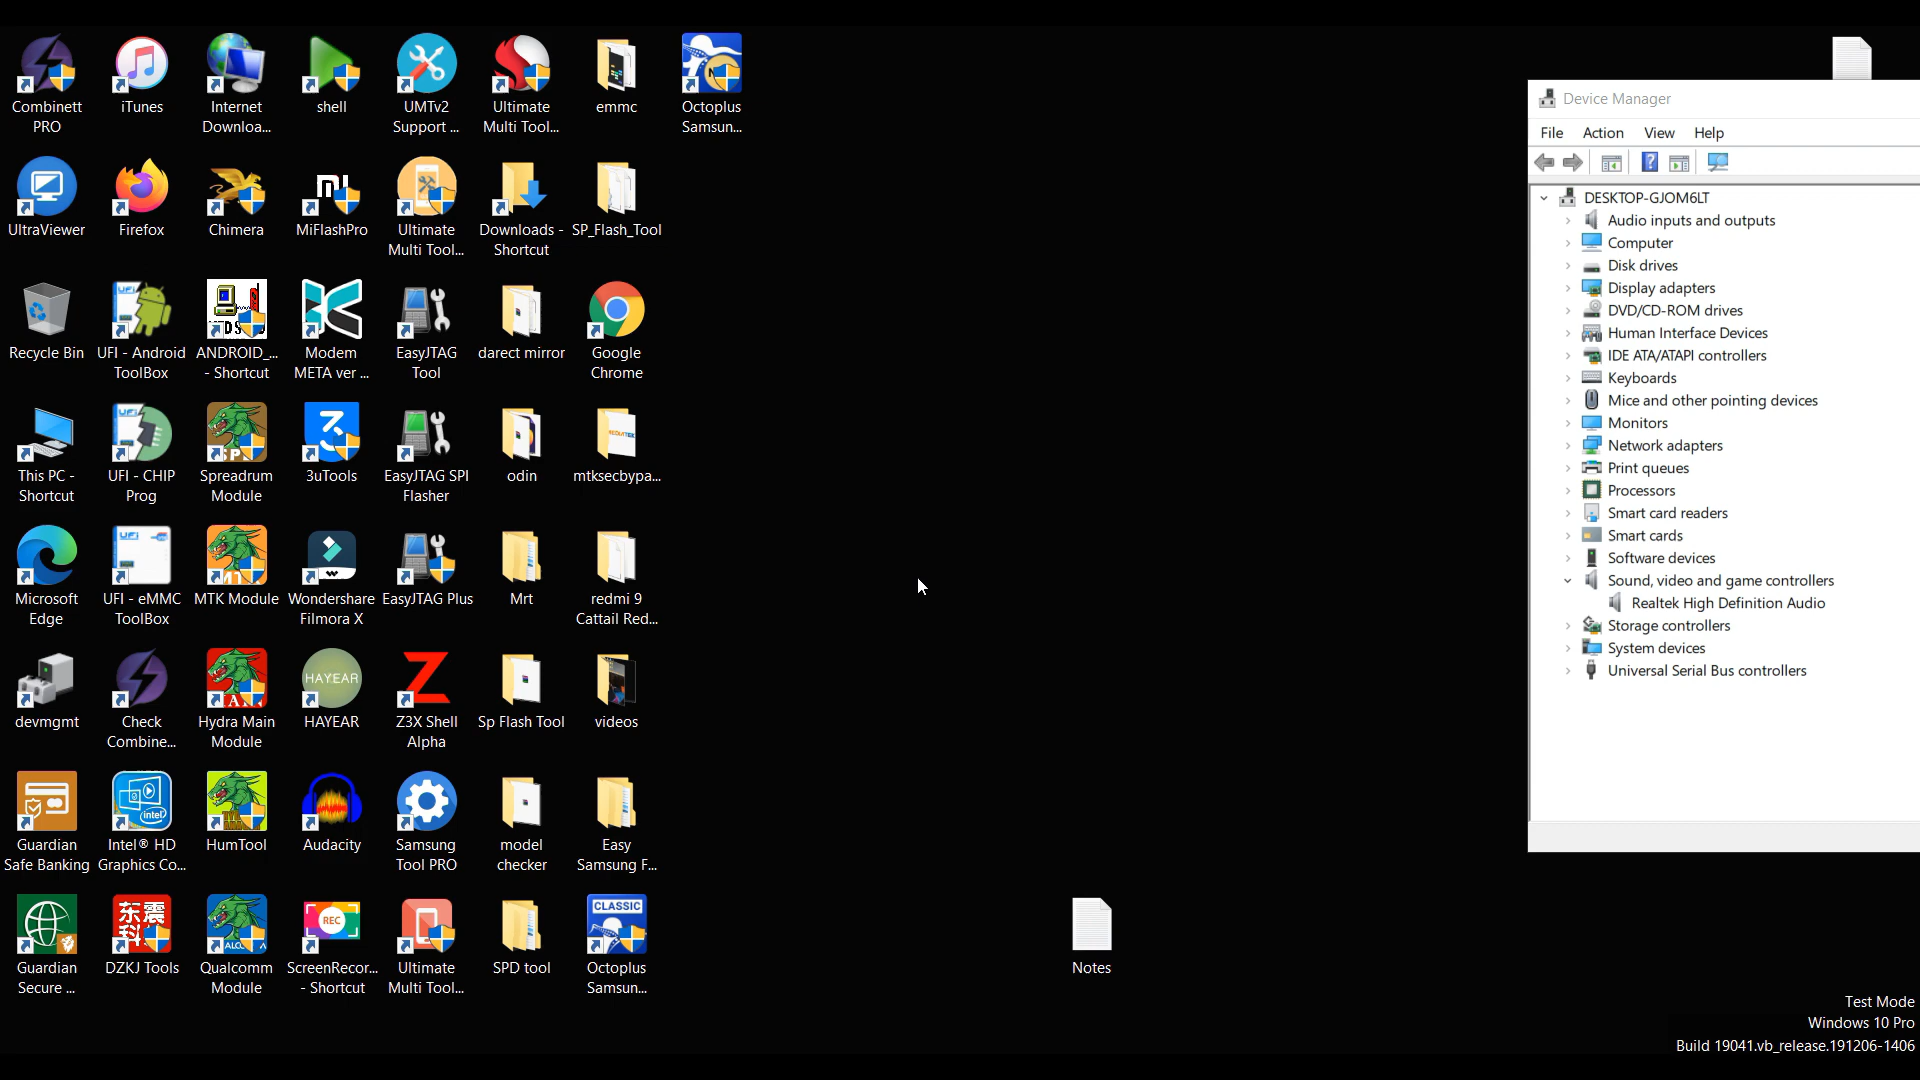 Combinett
PRO
iTunes
Internet
Downloa...
shell
UMTv2
Support ...
Ultimate
Multi Tool...
emmc
Octoplus
Samsun...
UltraViewer
Firefox
Chimera
MiFlashPro
Ultimate
Multi Tool...
Downloads -
Shortcut
SP_Flash_Tool
Recycle Bin
UFI - Android
ToolBox
ANDROID_...
- Shortcut
Modem
META ver ...
EasyJTAG
Tool
darect mirror
Google
Chrome
This PC -
Shortcut
UFI - CHIP
Prog
Spreadrum
Module
3uTools
EasyJTAG SPI
Flasher
odin
mtksecbypa...
Microsoft
Edge
UFI - eMMC
ToolBox
MTK Module
Wondershare
Filmora X
EasyJTAG Plus
Mrt
redmi 9
Cattail Red...
devmgmt
Check
Combine...
Hydra Main
Module
HAYEAR
HAYEAR
Z3X Shell
Alpha
Sp Flash Tool
videos
Guardian
Safe Banking
intel
Intel® HD
Graphics Co...
HumTool
Audacity
Samsung
Tool PRO
model
checker
Easy
Samsung F...
Guardian
Secure ...
东震
DZKJ Tools
Qualcomm
Module
REC
ScreenRecor...
- Shortcut
Ultimate
Multi Tool...
SPD tool
CLASSIC
Octoplus
Samsun...
Notes
Device Manager
File Action View Help
DESKTOP-GJOM6LT
Audio inputs and outputs
Computer
Disk drives
Display adapters
DVD/CD-ROM drives
Human Interface Devices
IDE ATA/ATAPI controllers
Keyboards
Mice and other pointing devices
Monitors
Network adapters
Print queues
Processors
Smart card readers
Smart cards
Software devices
Sound, video and game controllers
Realtek High Definition Audio
Storage controllers
System devices
Universal Serial Bus controllers
Test Mode
Windows 10 Pro
Build 19041.vb_release.191206-1406